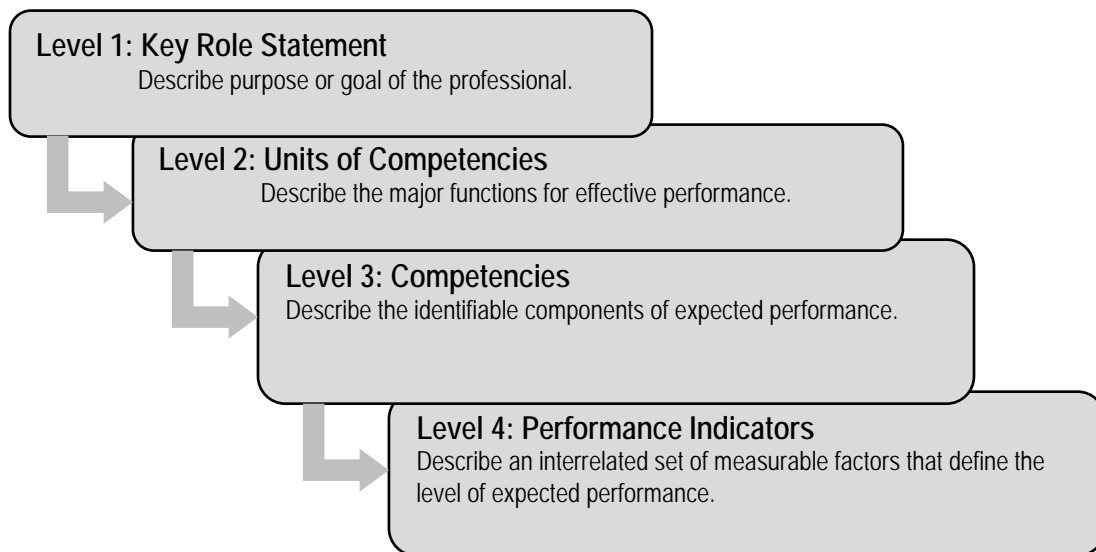 Level 1: Key Role Statement
Describe purpose or goal of the professional.
Level 2: Units of Competencies
Describe the major functions for effective performance.
Level 3: Competencies
Describe the identifiable components of expected performance.
Level 4: Performance Indicators
Describe an interrelated set of measurable factors that define the
level of expected performance.